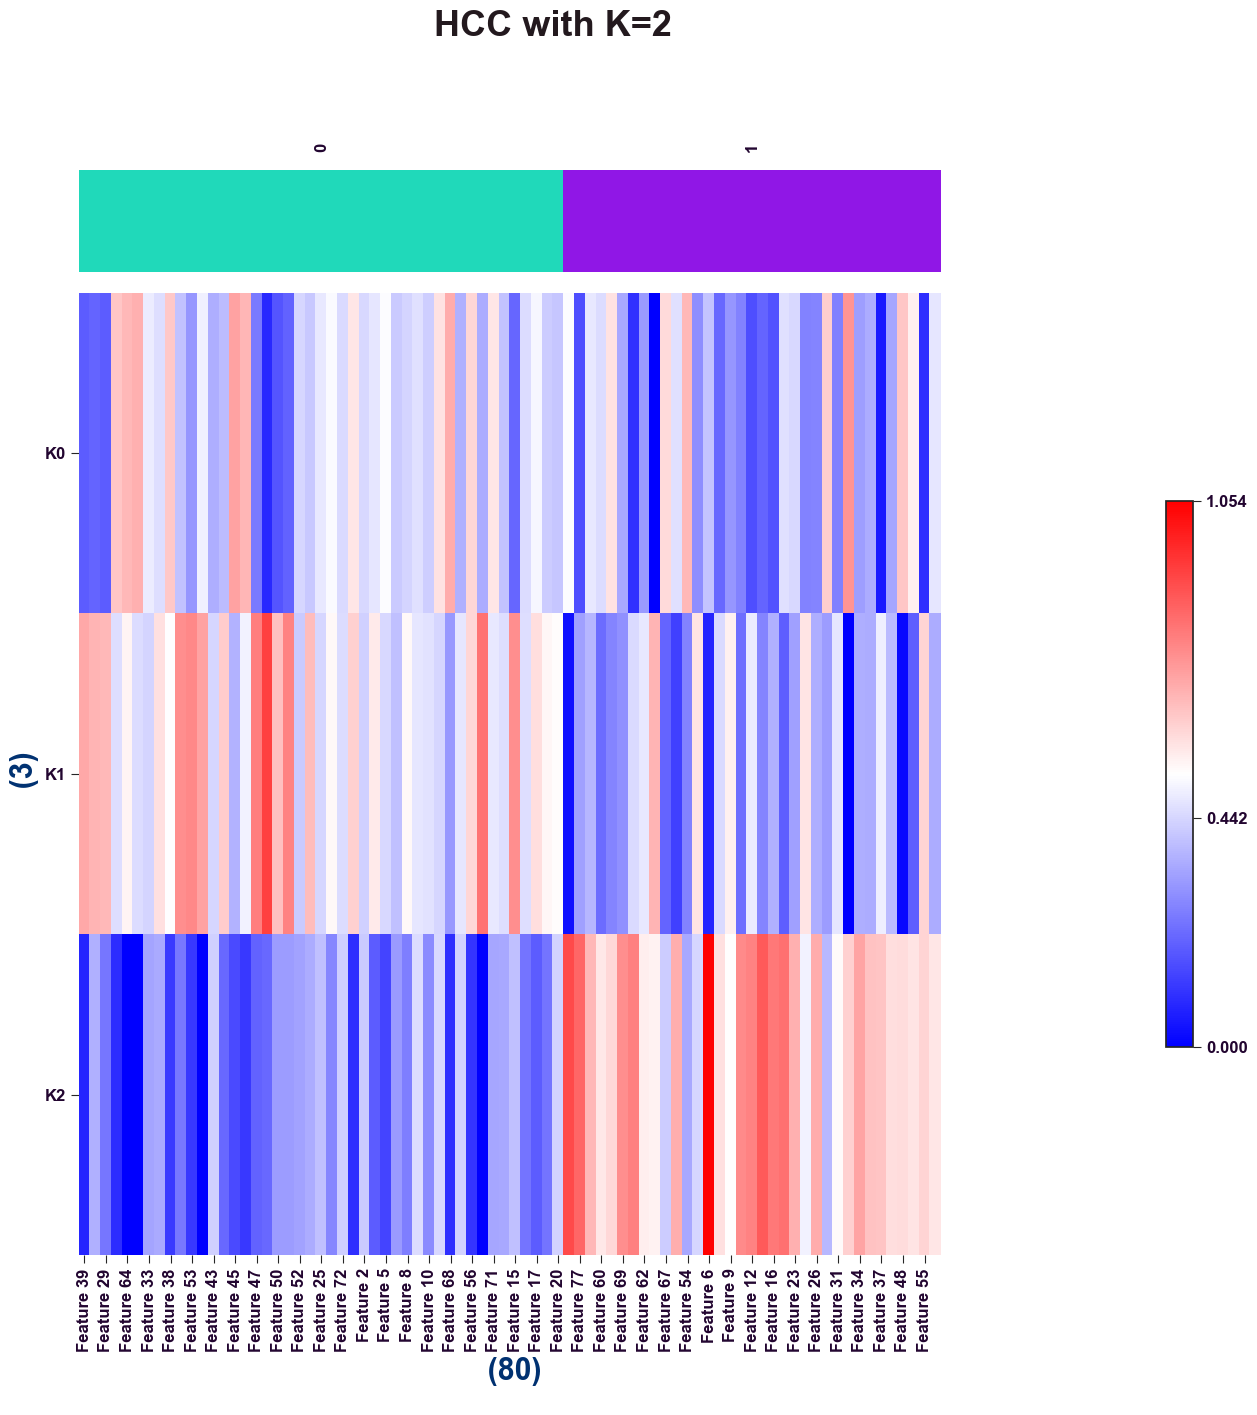 HCC with K=2
0
1
K0
K1
K2
(3)
1.054
0.442
0.000
Feature 39
Feature 29
Feature 64
Feature 33
Feature 38
Feature 53
Feature 43
Feature 45
Feature 47
Feature 50
Feature 52
Feature 25
Feature 72
Feature 2
Feature 5
Feature 8
Feature 10
Feature 68
Feature 56
Feature 71
Feature 15
Feature 17
Feature 20
Feature 77
Feature 60
Feature 69
Feature 62
Feature 67
Feature 54
Feature 6
Feature 9
Feature 12
Feature 16
Feature 23
Feature 26
Feature 31
Feature 34
Feature 37
Feature 48
Feature 55
(80)